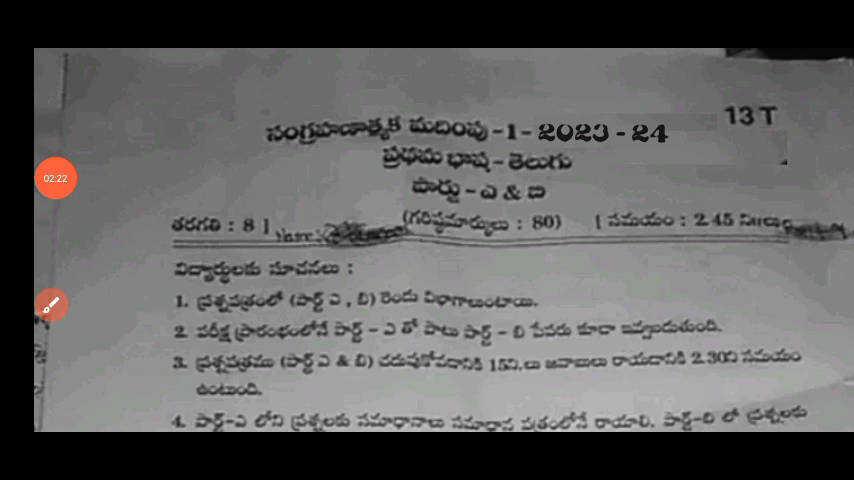 13 T
సంగ్రహణాత్మక మదింపు - 1 - 2023 - 24
ప్రథమ భాష - తెలుగు
పార్టు - ఎ & బి
తరగతి : 8 ] (గరిష్ఠమార్కులు : 80) [ సమయం : 2.45 ని॥లు
02:22
విద్యార్థులకు సూచనలు :
1. ప్రశ్నపత్రంలో (పార్ట్ ఎ , బి) రెండు విభాగాలుంటాయి.
2. పరీక్ష ప్రారంభంలోనే పార్ట్ - ఎ తో పాటు పార్ట్ - బి పేపరు కూడా ఇవ్వబడుతుంది.
3. ప్రశ్నపత్రము (పార్ట్ ఎ & బి) చదువుకోవడానికి 15ని.లు జవాబులు రాయడానికి 2.30ని సమయం
ఉంటుంది.
4. పార్ట్-ఎ లోని ప్రశ్నలకు సమాధానాలు సమాధాన పత్రంలోనే రాయాలి. పార్ట్-బి లో ప్రశ్నలకు